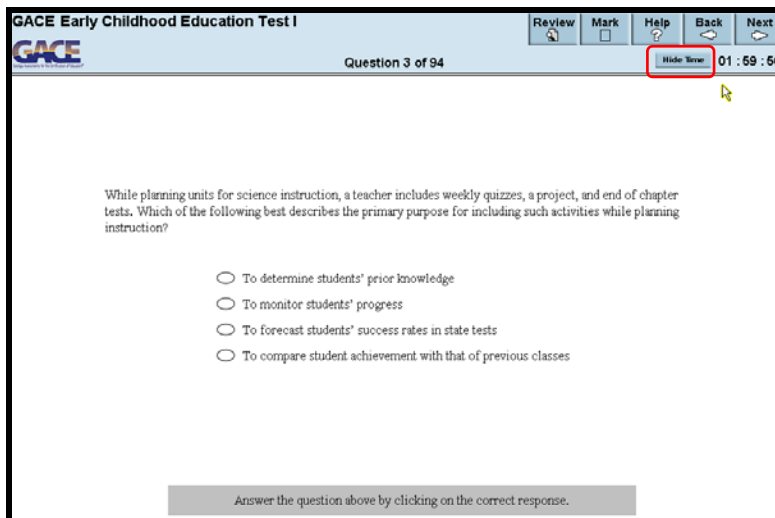 GACE Early Childhood Education Test I
Review Mark Help Back Next
GACE
Question 3 of 94
Hide Time 01 : 59 :
While planning units for science instruction, a teacher includes weekly quizzes, a project, and end of chapter
tests. Which of the following best describes the primary purpose for including such activities while planning
instruction?
To determine students' prior knowledge
To monitor students' progress
To forecast students' success rates in state tests
To compare student achievement with that of previous classes
Answer the question above by clicking on the correct response.